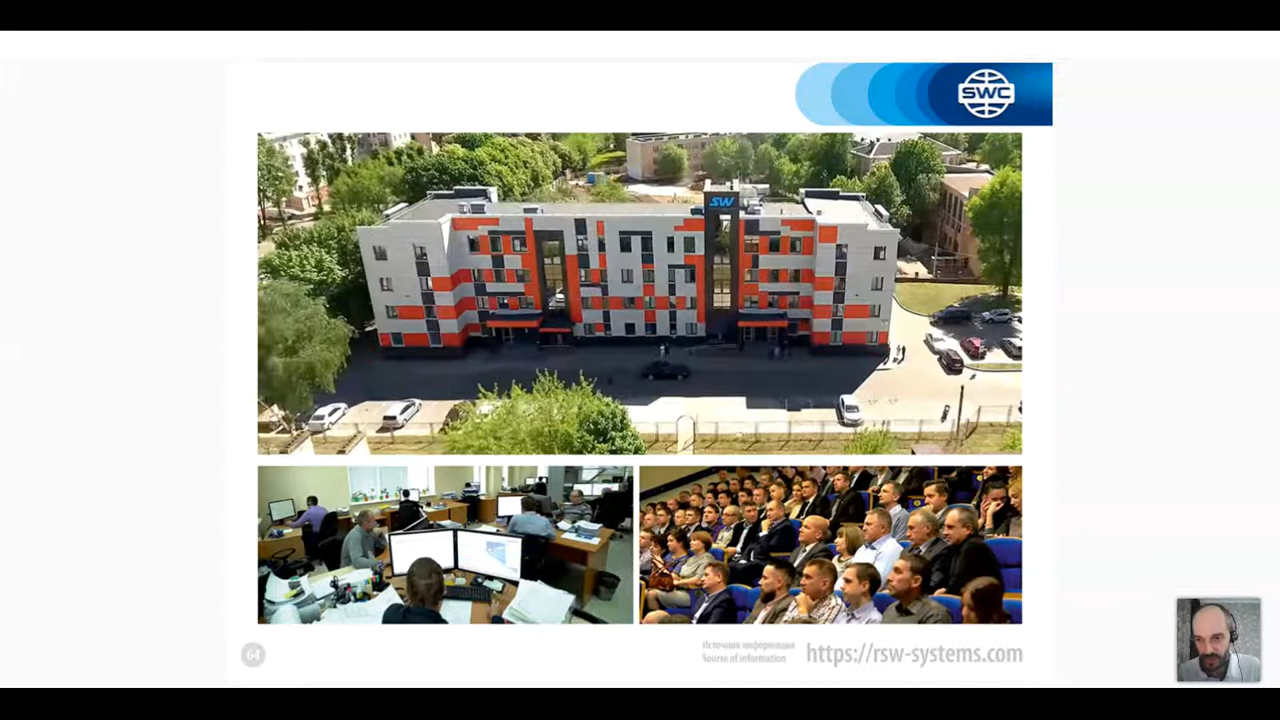 SWC
SW
64
Источник информации
Source of information
https://rsw-systems.com